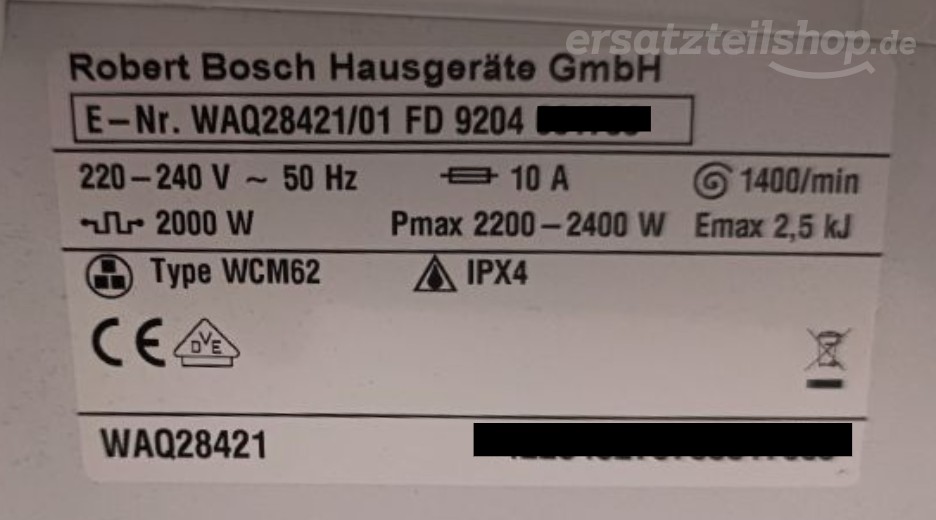 ersatzteilshop.de
Robert Bosch Hausgeräte GmbH
E-Nr. WAQ28421/01 FD 9204
220-240 V ~ 50 Hz 10 A 1400/min
2000 W Pmax 2200-2400 W Emax 2,5 kJ
Type WCM62 IPX4
CE DVE
WAQ28421